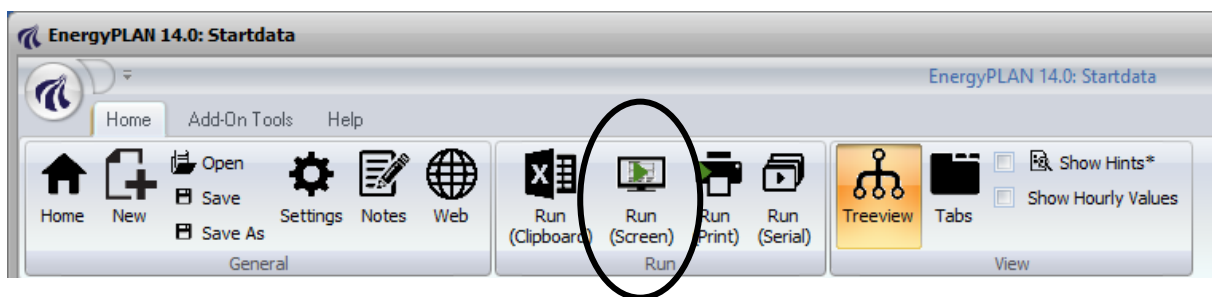 EnergyPLAN 14.0: Startdata
EnergyPLAN 14.0: Startdata
Home Add-On Tools Help
Home
New
Open
Save
Save As
Settings
Notes
Web
General
Run
(Clipboard)
Run
(Screen)
Run
(Print)
Run
(Serial)
Run
Treeview
Tabs
Show Hints*
Show Hourly Values
View